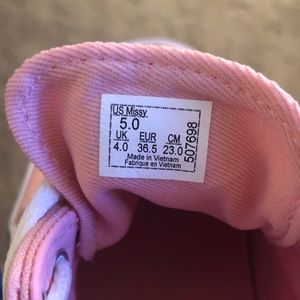 US Missy
5.0
UK EUR CM
4.0 36.5 23.0
Made in Vietnam
Fabriqué en Vietnam
507698